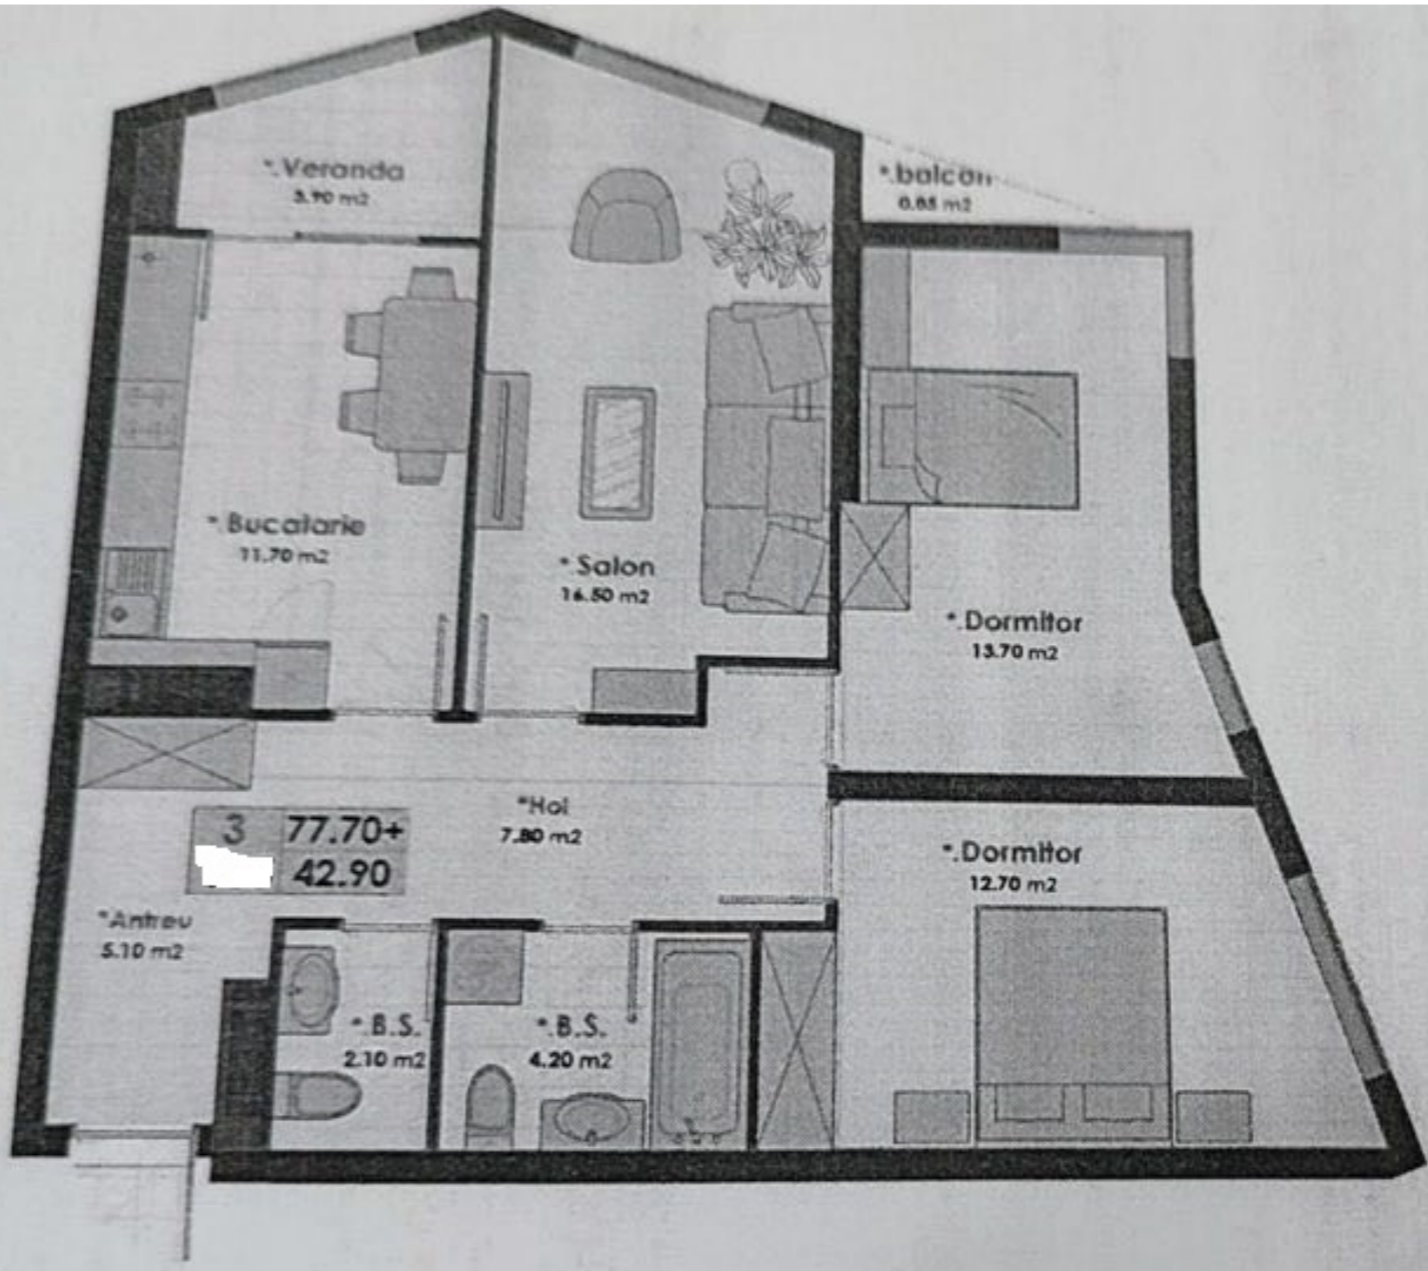 *.Veranda
3.90 m2
*.balcon
0.85 m2
*.Bucatarie
11.70 m2
*Salon
16.50 m2
*.Dormitor
13.70 m2
*Hol
7.80 m2
3 77.70+
42.90
*.Dormitor
12.70 m2
*Antreu
5.10 m2
*.B.S.
2.10 m2
*.B.S.
4.20 m2